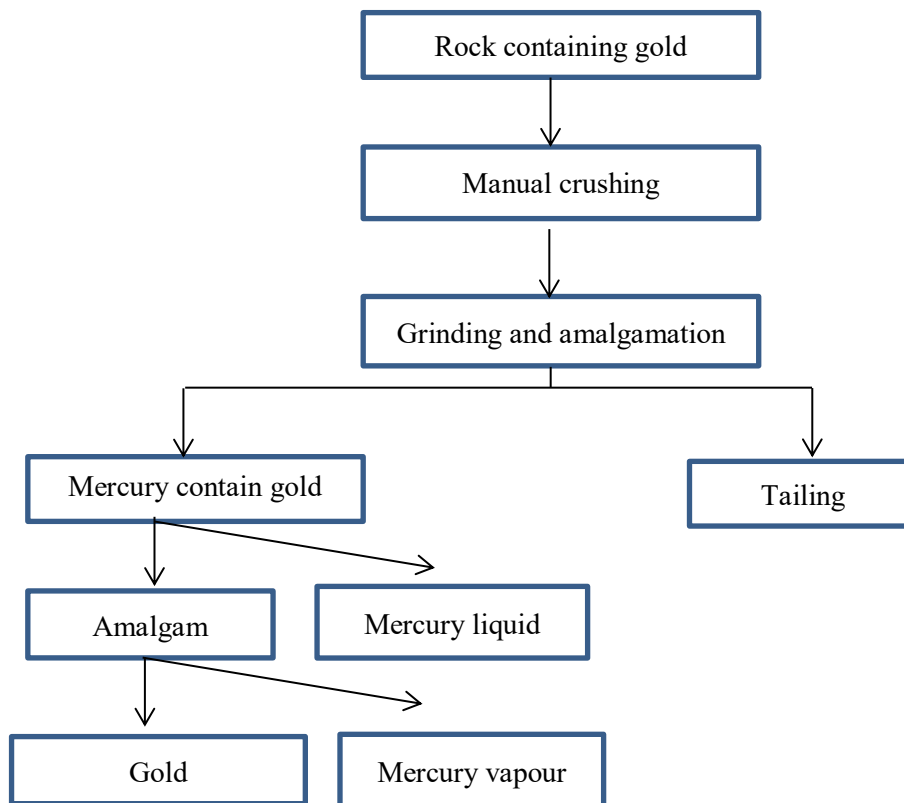 Rock containing gold
Manual crushing
Grinding and amalgamation
Mercury contain gold
Tailing
Amalgam
Mercury liquid
Gold
Mercury vapour